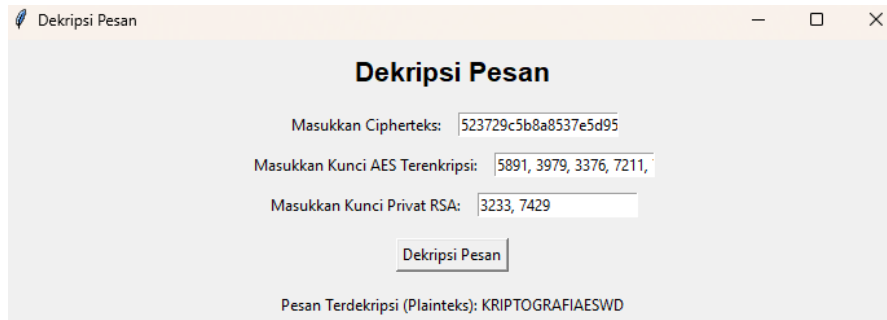 Dekripsi Pesan
Dekripsi Pesan
Masukkan Cipherteks: 523729c5b8a8537e5d95
Masukkan Kunci AES Terenkripsi: 5891, 3979, 3376, 7211,
Masukkan Kunci Privat RSA: 3233, 7429
Dekripsi Pesan
Pesan Terdekripsi (Plainteks): KRIPTOGRAFIAESWD